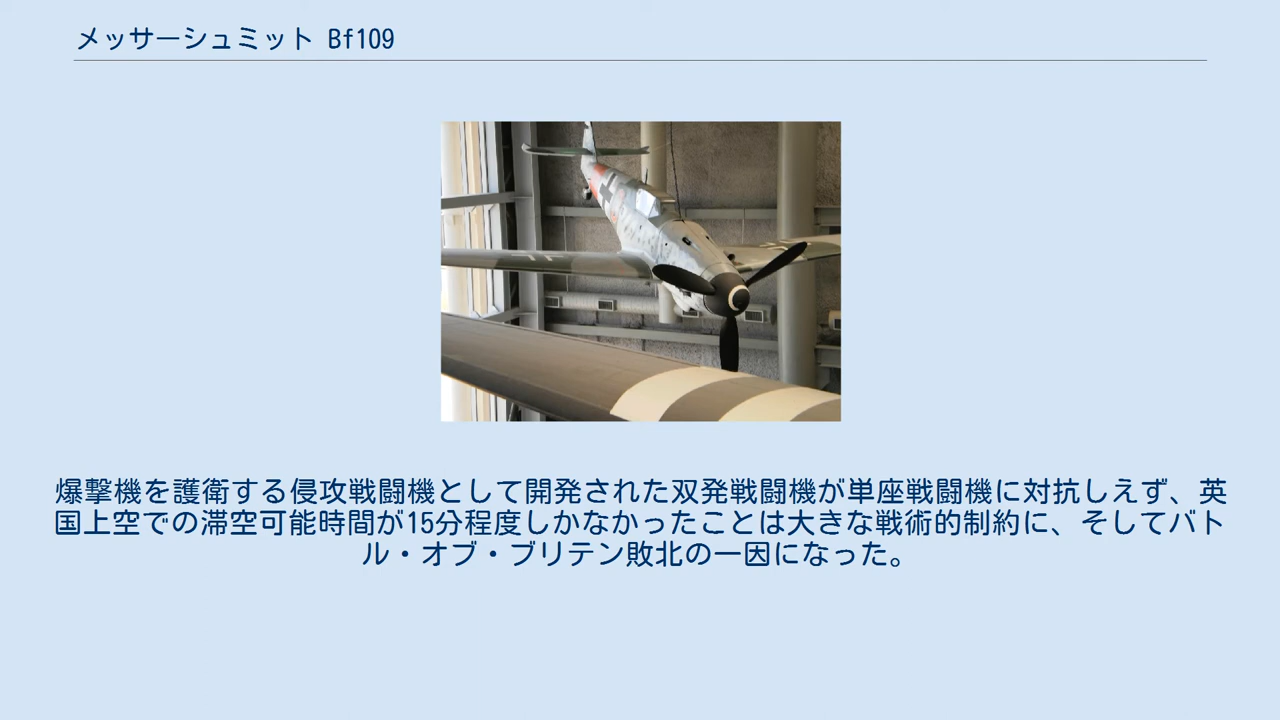 メッサーシュミット Bf109
爆撃機を護衛する侵攻戦闘機として開発された双発戦闘機が単座戦闘機に対抗しえず、英
国上空での滞空可能時間が15分程度しかなかったことは大きな戦術的制約に、そしてバト
ル・オブ・ブリテン敗北の一因になった。